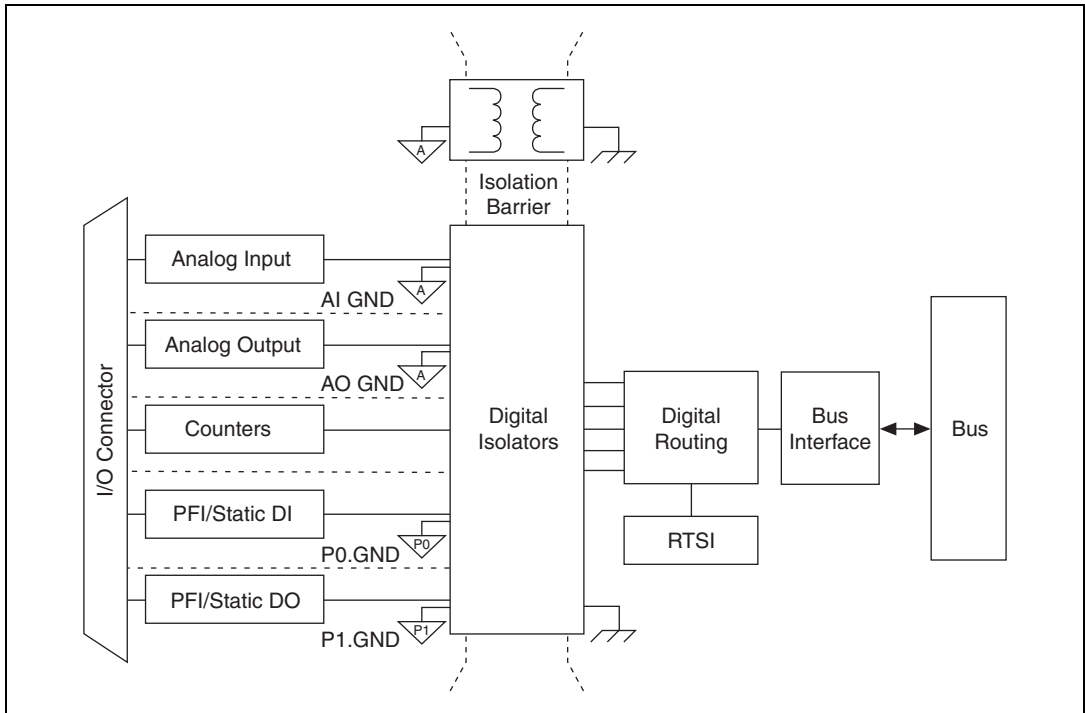 A
Isolation
Barrier
I/O Connector
Analog Input
A
AI GND
Analog Output
A
AO GND
Counters
PFI/Static DI
P0
P0.GND
PFI/Static DO
P1
P1.GND
Digital
Isolators
Digital
Routing
RTSI
Bus
Interface
Bus